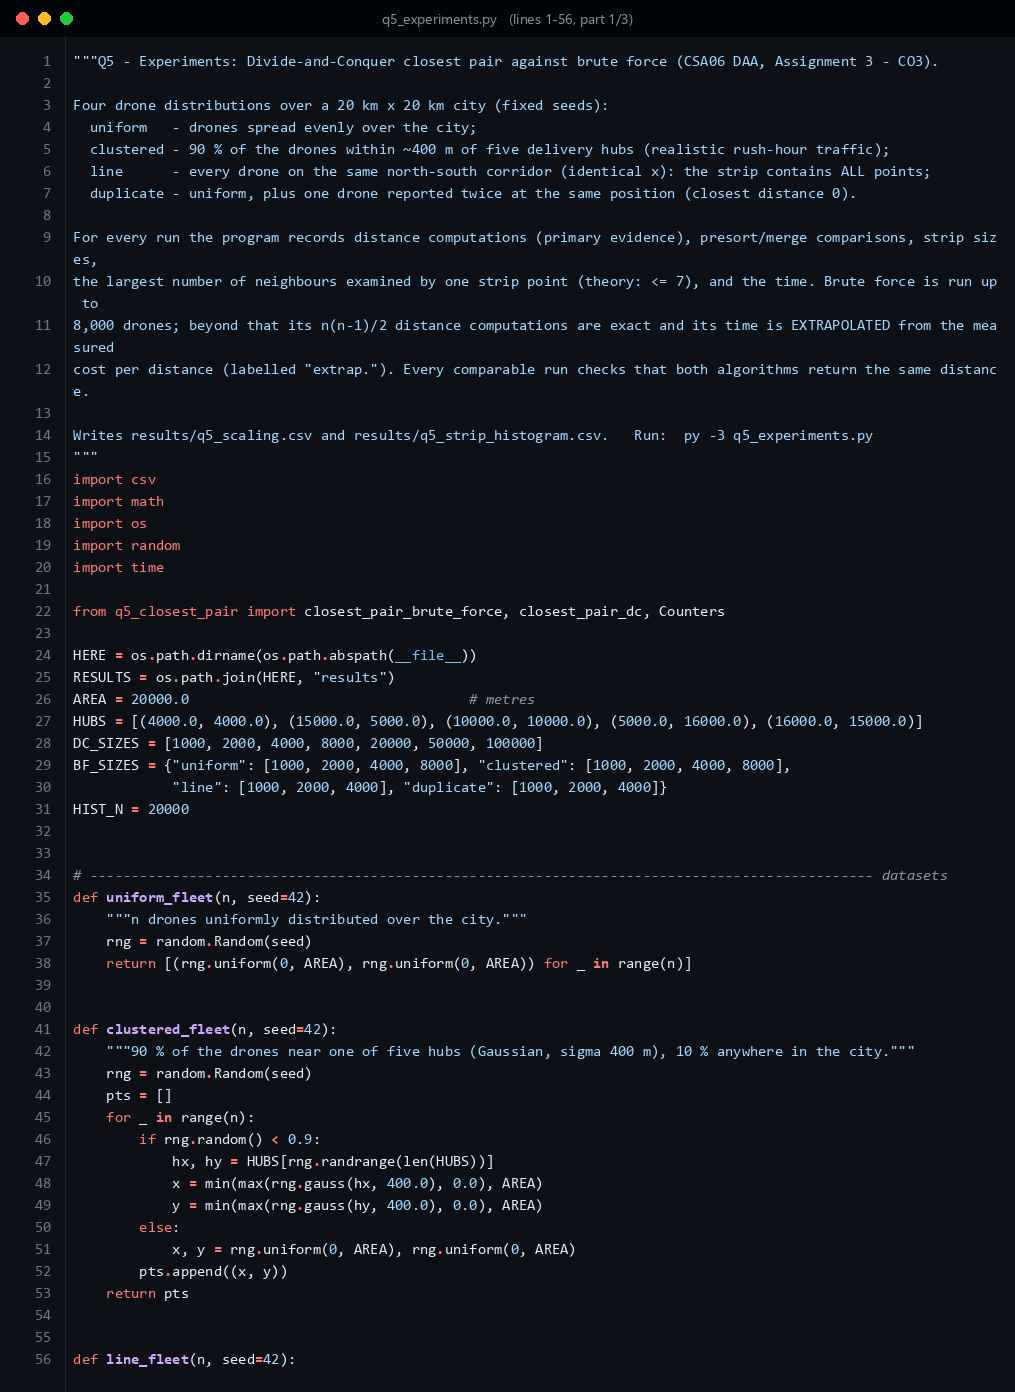 q5_experiments.py   (lines 1-56, part 1/3)
1 """Q5 - Experiments: Divide-and-Conquer closest pair against brute force (CSA06 DAA, Assignment 3 - CO3).
2
3 Four drone distributions over a 20 km x 20 km city (fixed seeds):
4   uniform   - drones spread evenly over the city;
5   clustered - 90 % of the drones within ~400 m of five delivery hubs (realistic rush-hour traffic);
6   line      - every drone on the same north-south corridor (identical x): the strip contains ALL points;
7   duplicate - uniform, plus one drone reported twice at the same position (closest distance 0).
8
9 For every run the program records distance computations (primary evidence), presort/merge comparisons, strip siz
es,
10 the largest number of neighbours examined by one strip point (theory: <= 7), and the time. Brute force is run up
 to
11 8,000 drones; beyond that its n(n-1)/2 distance computations are exact and its time is EXTRAPOLATED from the mea
sured
12 cost per distance (labelled "extrap."). Every comparable run checks that both algorithms return the same distanc
e.
13
14 Writes results/q5_scaling.csv and results/q5_strip_histogram.csv.   Run:  py -3 q5_experiments.py
15 """
16 import csv
17 import math
18 import os
19 import random
20 import time
21
22 from q5_closest_pair import closest_pair_brute_force, closest_pair_dc, Counters
23
24 HERE = os.path.dirname(os.path.abspath(__file__))
25 RESULTS = os.path.join(HERE, "results")
26 AREA = 20000.0                                  # metres
27 HUBS = [(4000.0, 4000.0), (15000.0, 5000.0), (10000.0, 10000.0), (5000.0, 16000.0), (16000.0, 15000.0)]
28 DC_SIZES = [1000, 2000, 4000, 8000, 20000, 50000, 100000]
29 BF_SIZES = {"uniform": [1000, 2000, 4000, 8000], "clustered": [1000, 2000, 4000, 8000],
30             "line": [1000, 2000, 4000], "duplicate": [1000, 2000, 4000]}
31 HIST_N = 20000
32
33
34 # ----------------------------------------------------------------------------------------------- datasets
35 def uniform_fleet(n, seed=42):
36     """n drones uniformly distributed over the city."""
37     rng = random.Random(seed)
38     return [(rng.uniform(0, AREA), rng.uniform(0, AREA)) for _ in range(n)]
39
40
41 def clustered_fleet(n, seed=42):
42     """90 % of the drones near one of five hubs (Gaussian, sigma 400 m), 10 % anywhere in the city."""
43     rng = random.Random(seed)
44     pts = []
45     for _ in range(n):
46         if rng.random() < 0.9:
47             hx, hy = HUBS[rng.randrange(len(HUBS))]
48             x = min(max(rng.gauss(hx, 400.0), 0.0), AREA)
49             y = min(max(rng.gauss(hy, 400.0), 0.0), AREA)
50         else:
51             x, y = rng.uniform(0, AREA), rng.uniform(0, AREA)
52         pts.append((x, y))
53     return pts
54
55
56 def line_fleet(n, seed=42):